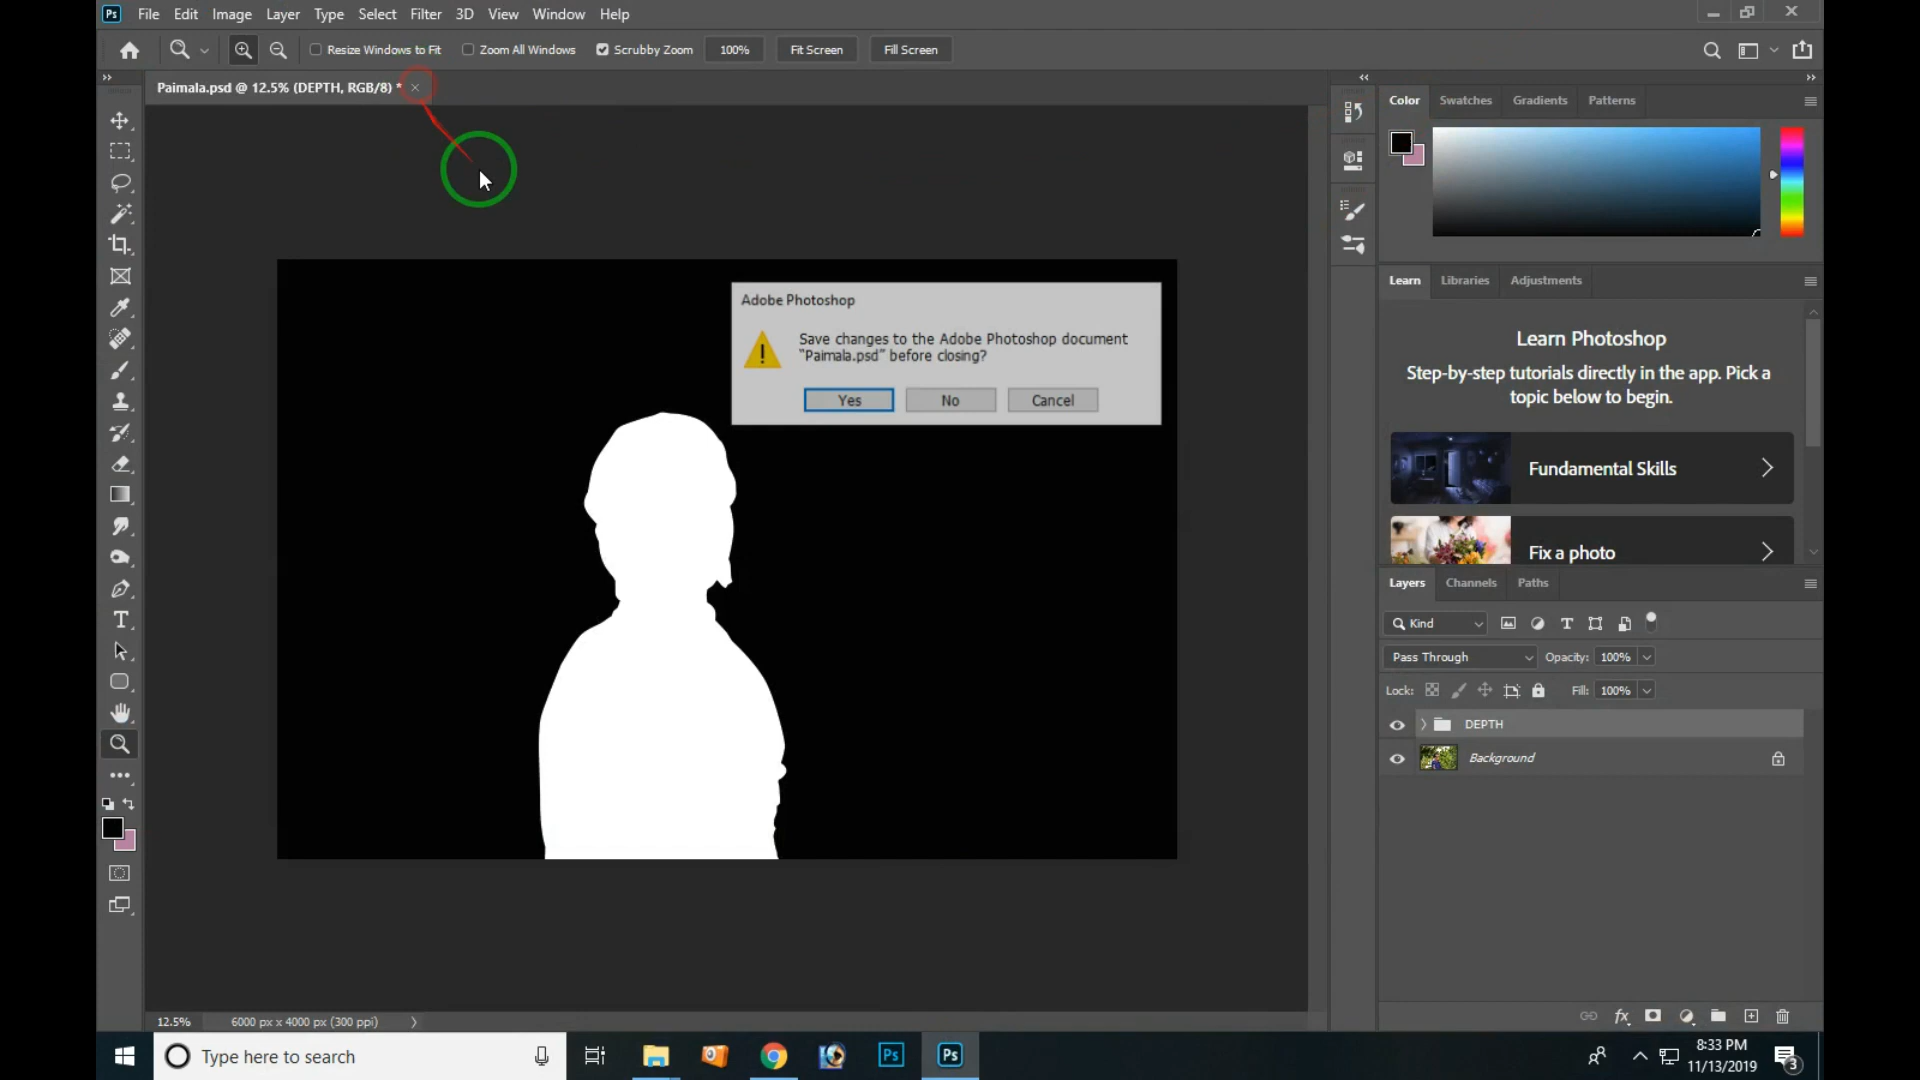 Ps File Edit Image Layer Type Select Filter 3D View Window Help
Resize Windows to Fit Zoom All Windows Scrubby Zoom 100% Fit Screen Fill Screen
Paimala.psd @ 12.5% (DEPTH, RGB/8) *
Color Swatches Gradients Patterns
Learn Libraries Adjustments
Adobe Photoshop
Save changes to the Adobe Photoshop document
“Paimala.psd” before closing?
Yes No Cancel
Learn Photoshop
Step-by-step tutorials directly in the app. Pick a
topic below to begin.
Fundamental Skills
Fix a photo
Layers Channels Paths
Kind
Pass Through Opacity: 100%
Lock: Fill: 100%
DEPTH
Background
fx
12.5% 6000 px x 4000 px (300 ppi)
Type here to search
Ps Ps
8:33 PM
11/13/2019
3